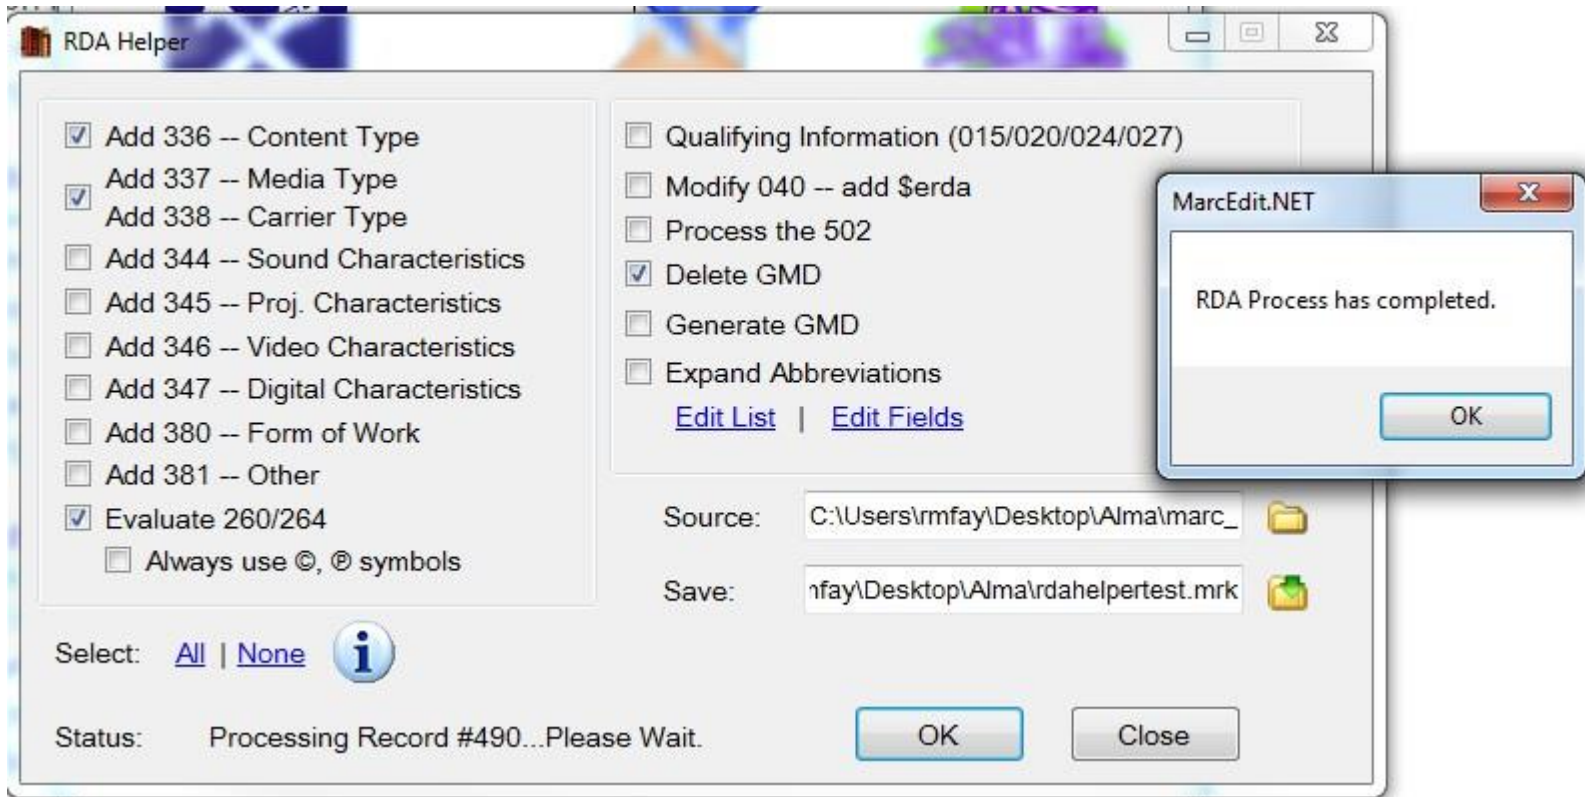 RDA Helper
Add 336 -- Content Type
Add 337 -- Media Type
Add 338 -- Carrier Type
Add 344 -- Sound Characteristics
Add 345 -- Proj. Characteristics
Add 346 -- Video Characteristics
Add 347 -- Digital Characteristics
Add 380 -- Form of Work
Add 381 -- Other
Evaluate 260/264
Always use ©, ℗ symbols
Qualifying Information (015/020/024/027)
Modify 040 -- add $erda
Process the 502
Delete GMD
Generate GMD
Expand Abbreviations
Edit List | Edit Fields
Source: C:\Users\rmfay\Desktop\Alma\marc_
Save: nfay\Desktop\Alma\rdahelpertest.mrk
Select: All | None
Status: Processing Record #490...Please Wait.
OK Close
MarcEdit.NET
RDA Process has completed.
OK